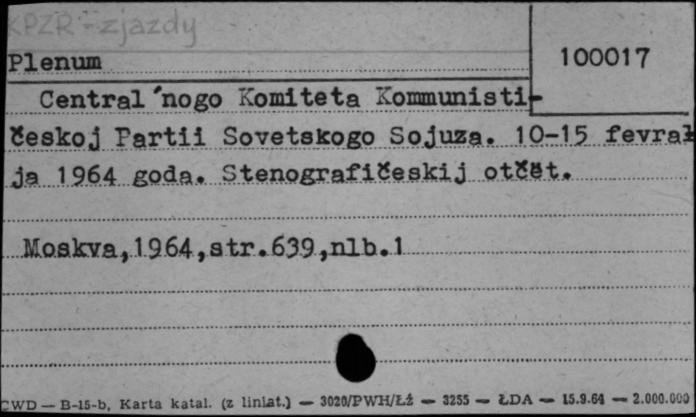 KPZR - zjazdy
Plenum
100017
Central'nogo Komiteta Kommunisti-
českoj Partii Sovetskogo Sojuza. 10-15 fevral
ja 1964 goda. Stenografičeskij otčët.
Moskva,1964,str.639,nlb.1
CWD — B-15-b, Karta katal. (z liniat.) — 3020/PWH/Łź — 3255 — ŁDA — 15.9.64 — 2.000.000